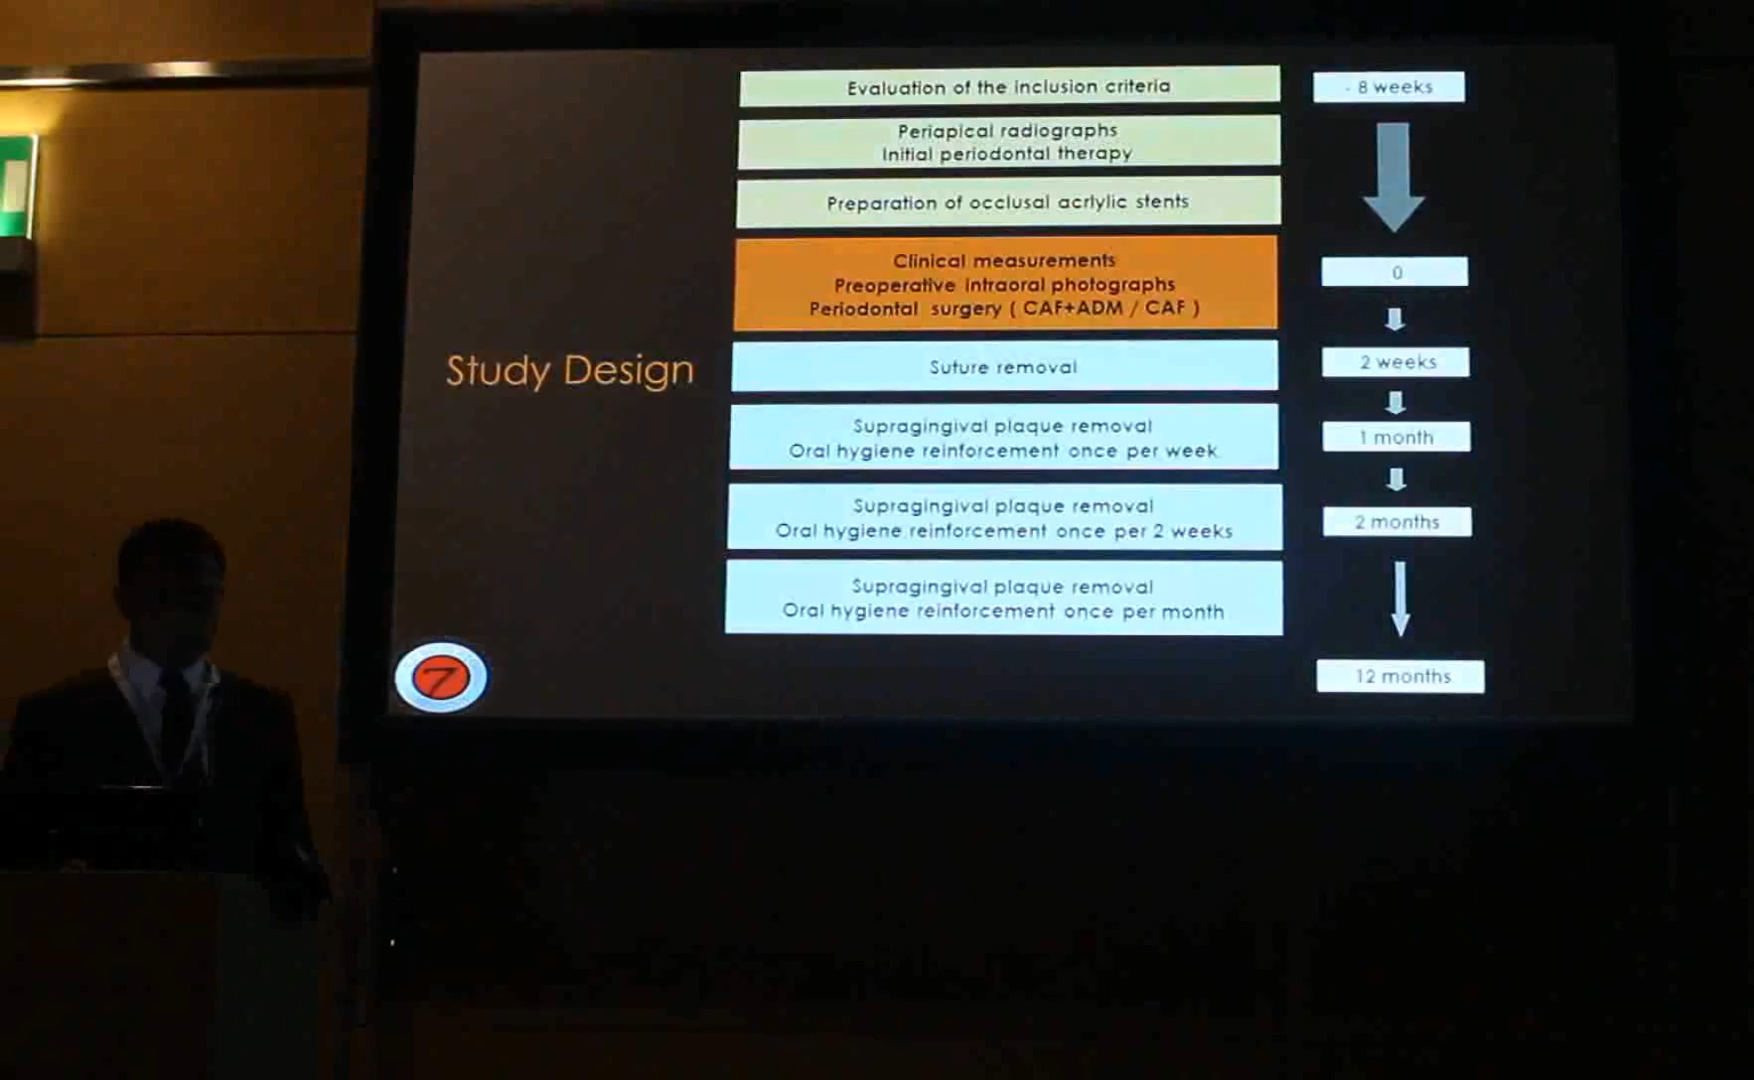 Evaluation of the inclusion criteria
- 8 weeks
Periapical radiographs
Initial periodontal therapy
Preparation of occlusal acrlylic stents
Clinical measurements
Preoperative intraoral photographs
Periodontal surgery ( CAF+ADM / CAF )
0
Study Design
Suture removal
2 weeks
Supragingival plaque removal
Oral hygiene reinforcement once per week
1 month
Supragingival plaque removal
Oral hygiene reinforcement once per 2 weeks
2 months
Supragingival plaque removal
Oral hygiene reinforcement once per month
12 months
7